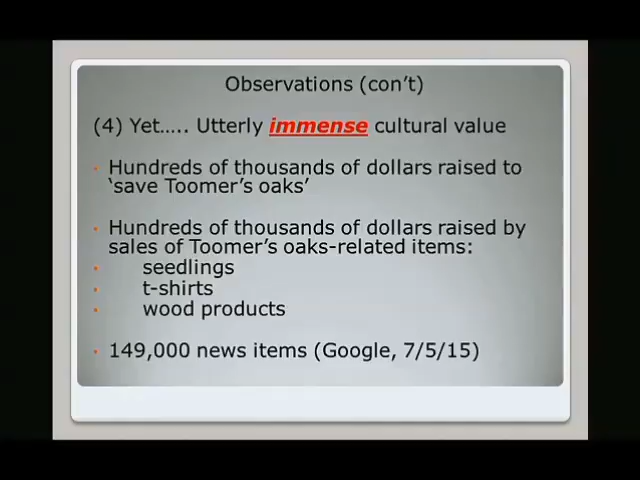 Observations (con't)
(4) Yet..... Utterly immense cultural value
• Hundreds of thousands of dollars raised to
'save Toomer's oaks'
• Hundreds of thousands of dollars raised by
sales of Toomer's oaks-related items:
• seedlings
• t-shirts
• wood products
• 149,000 news items (Google, 7/5/15)